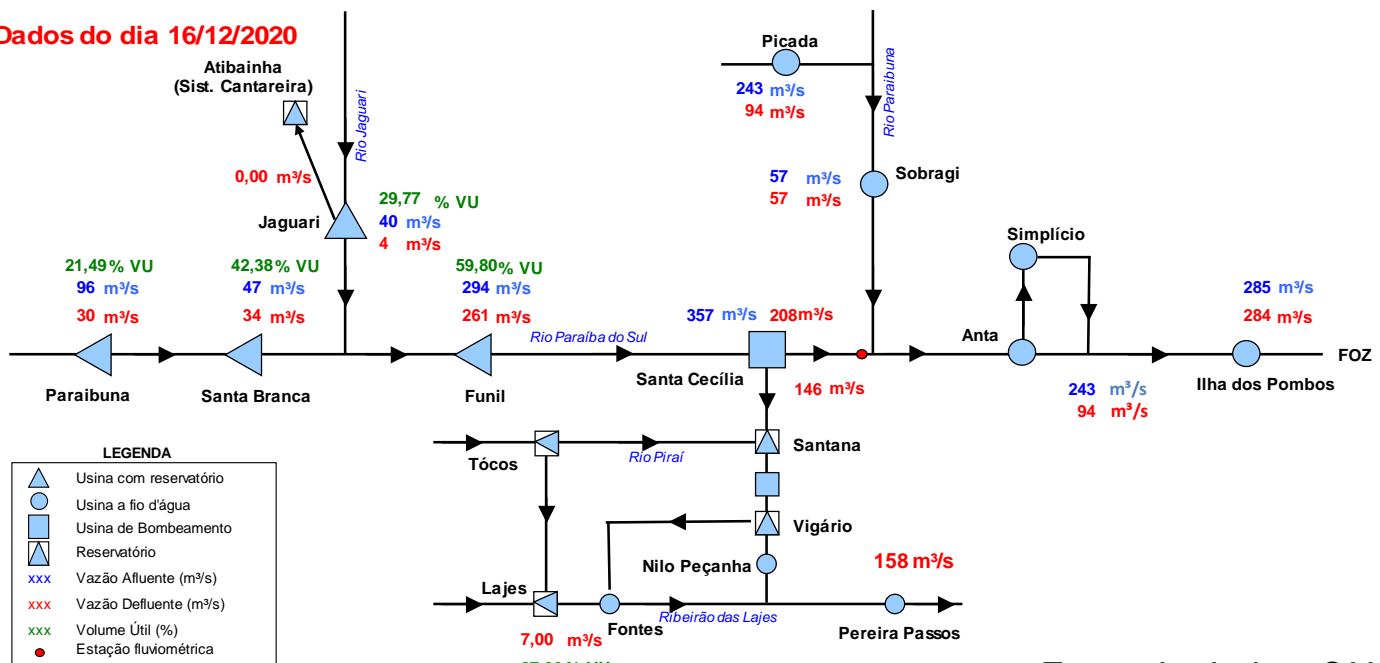 Dados do dia 16/12/2020
Picada
243 m³/s
94 m³/s
Rio Paraibuna
Atibainha
(Sist. Cantareira)
Rio Jaguari
0,00 m³/s
Jaguari
29,77 % VU
40 m³/s
4 m³/s
57 m³/s
57 m³/s
Sobragi
Simplício
21,49% VU
96 m³/s
30 m³/s
42,38% VU
47 m³/s
34 m³/s
59,80% VU
294 m³/s
261 m³/s
Rio Paraíba do Sul
357 m³/s 208m³/s
285 m³/s
284 m³/s
Anta
FOZ
Paraibuna
Santa Branca
Funil
Santa Cecília
146 m³/s
243 m³/s
94 m³/s
Ilha dos Pombos
Tócos
Rio Piraí
Santana
Vigário
Nilo Peçanha
158 m³/s
Lajes
Fontes
Ribeirão das Lajes
Pereira Passos
7,00 m³/s
LEGENDA
Usina com reservatório
Usina a fio d'água
Usina de Bombeamento
Reservatório
xxx Vazão Afluente (m³/s)
xxx Vazão Defluente (m³/s)
xxx Volume Útil (%)
Estação fluviométrica